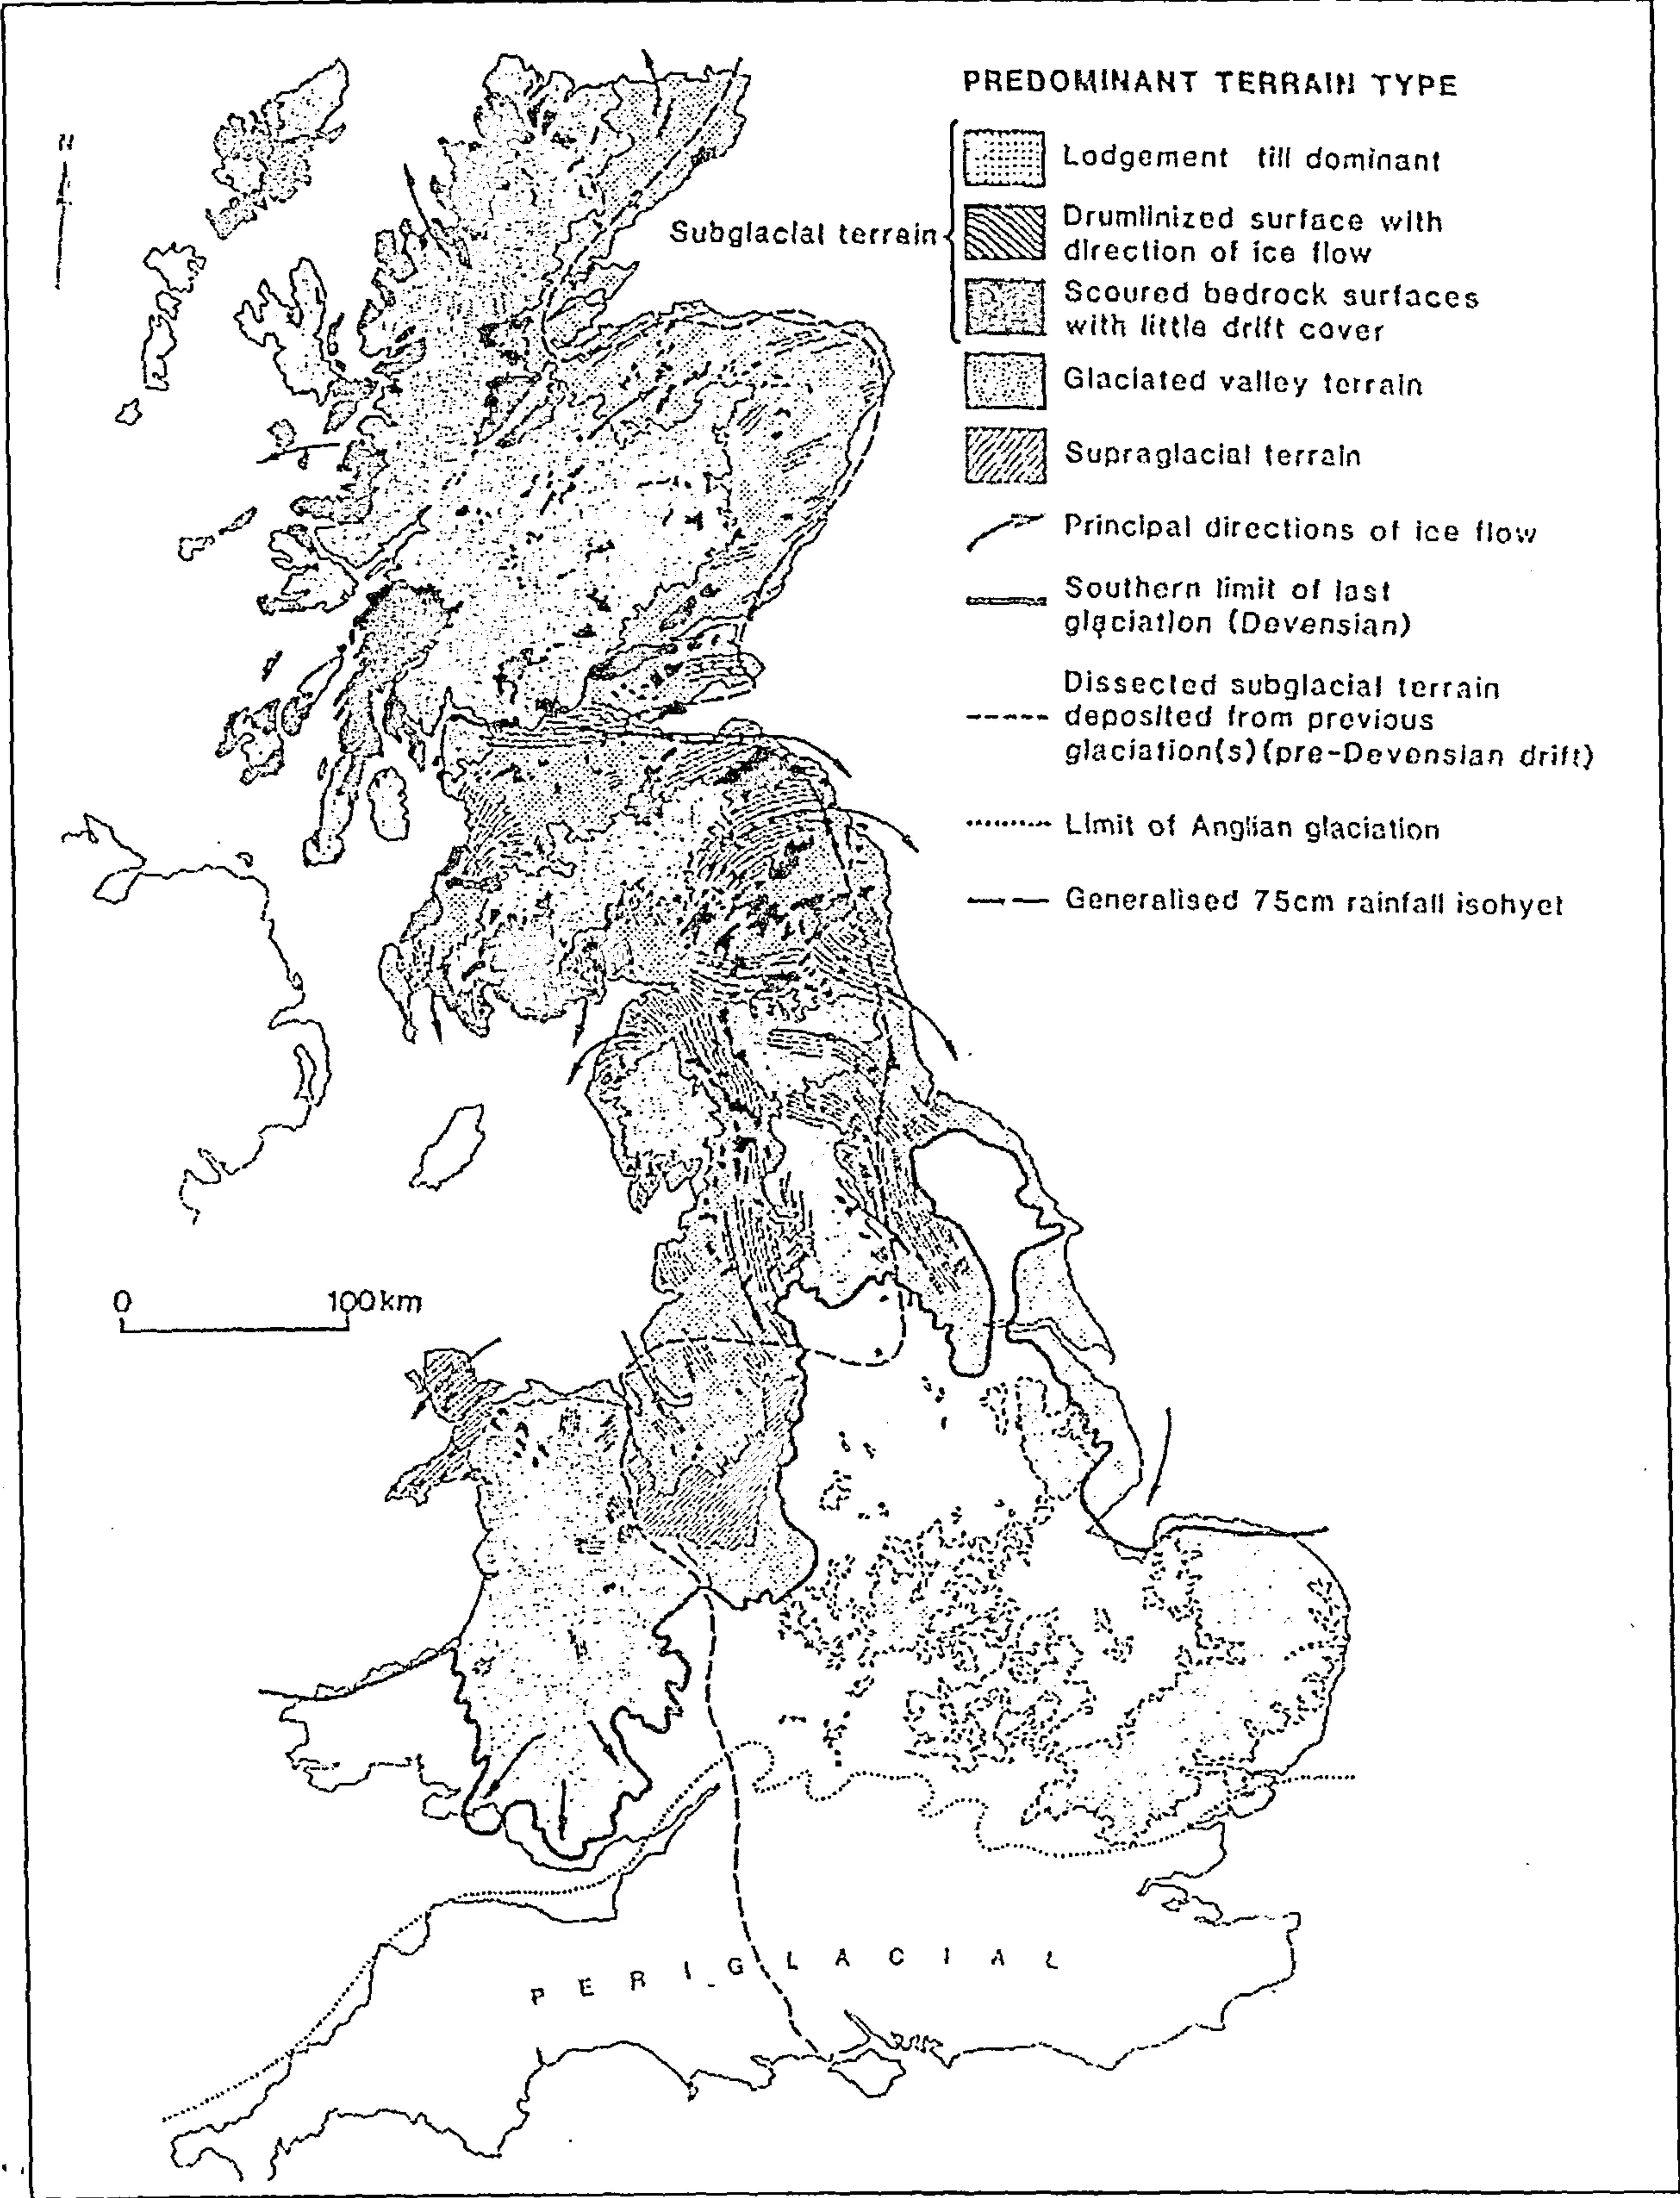 PREDOMINANT TERRAIN TYPE
N
Subglacial terrain
Lodgement till dominant
Drumlinized surface with
direction of ice flow
Scoured bedrock surfaces
with little drift cover
Glaciated valley terrain
Supraglacial terrain
Principal directions of ice flow
Southern limit of last
glaciation (Devensian)
Dissected subglacial terrain
deposited from previous
glaciation(s)(pre-Devensian drift)
Limit of Anglian glaciation
Generalised 75cm rainfall isohyet
0 100km
PERIGLACIAL